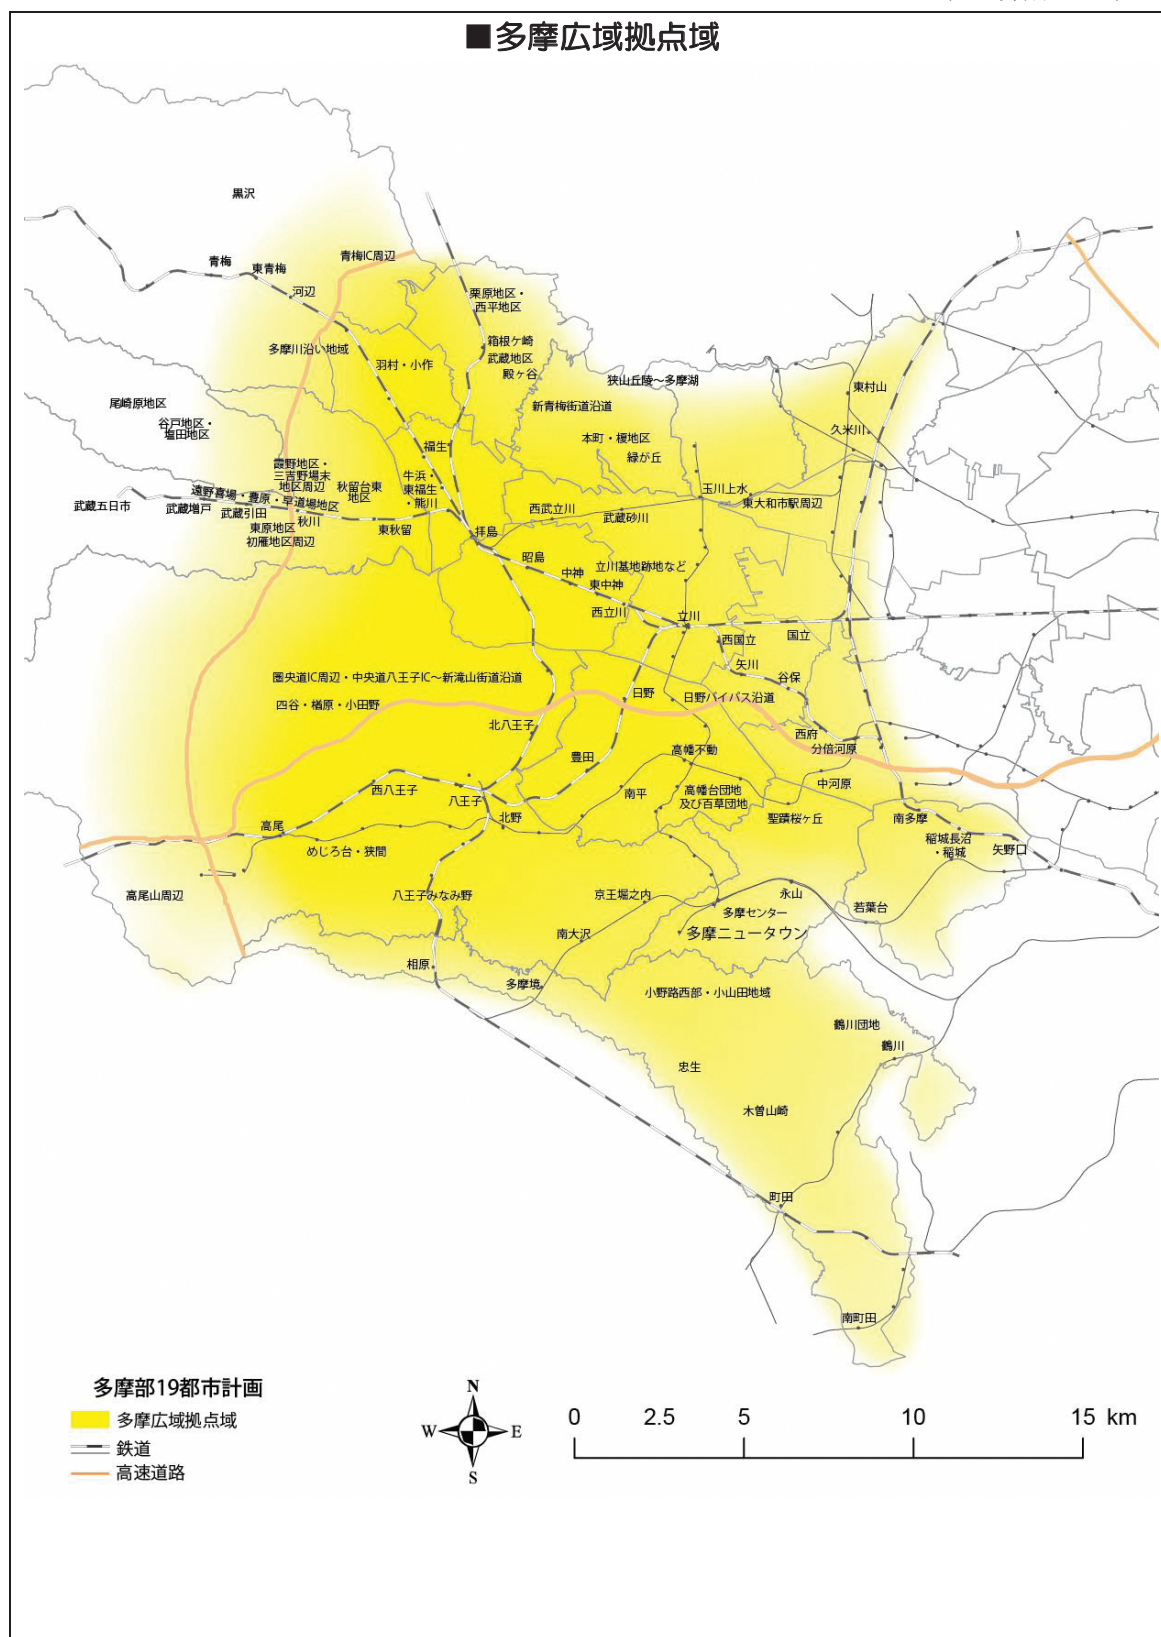 ■多摩広域拠点域
黒沢
青梅IC周辺
青梅
東青梅
河辺
栗原地区・
西平地区
多摩川沿い地域
羽村・小作
箱根ケ崎
武蔵地区
殿ヶ谷
狭山丘陵～多摩湖
東村山
尾崎原地区
新青梅街道沿道
谷戸地区・
塩田地区
久米川
本町・榎地区
福生
緑が丘
霞野地区・
三吉野場末
地区周辺
秋留台東
地区
牛浜・
東福生
・熊川
玉川上水
遠野喜場・豊原・早道場地区
東大和市駅周辺
武蔵五日市
武蔵増戸
武蔵引田
秋川
西武立川
武蔵砂川
東原地区
初雁地区周辺
東秋留
拝島
昭島
中神
立川基地跡地など
東中神
西立川
立川
西国立
国立
矢川
谷保
圏央道IC周辺・中央道八王子IC～新滝山街道沿道
四谷・楢原・小田野
日野
日野バイパス沿道
北八王子
西府
分倍河原
豊田
高幡不動
中河原
西八王子
八王子
南平
高幡台団地
及び百草団地
北野
聖蹟桜ヶ丘
南多摩
高尾
稲城長沼
・稲城
矢野口
めじろ台・狭間
高尾山周辺
八王子みなみ野
京王堀之内
永山
若葉台
多摩センター
南大沢
多摩ニュータウン
相原
多摩境
小野路西部・小山田地域
鶴川団地
鶴川
忠生
木曽山崎
町田
南町田
多摩部19都市計画
多摩広域拠点域
鉄道
高速道路
N
W
E
S
0 2.5 5 10 15 km